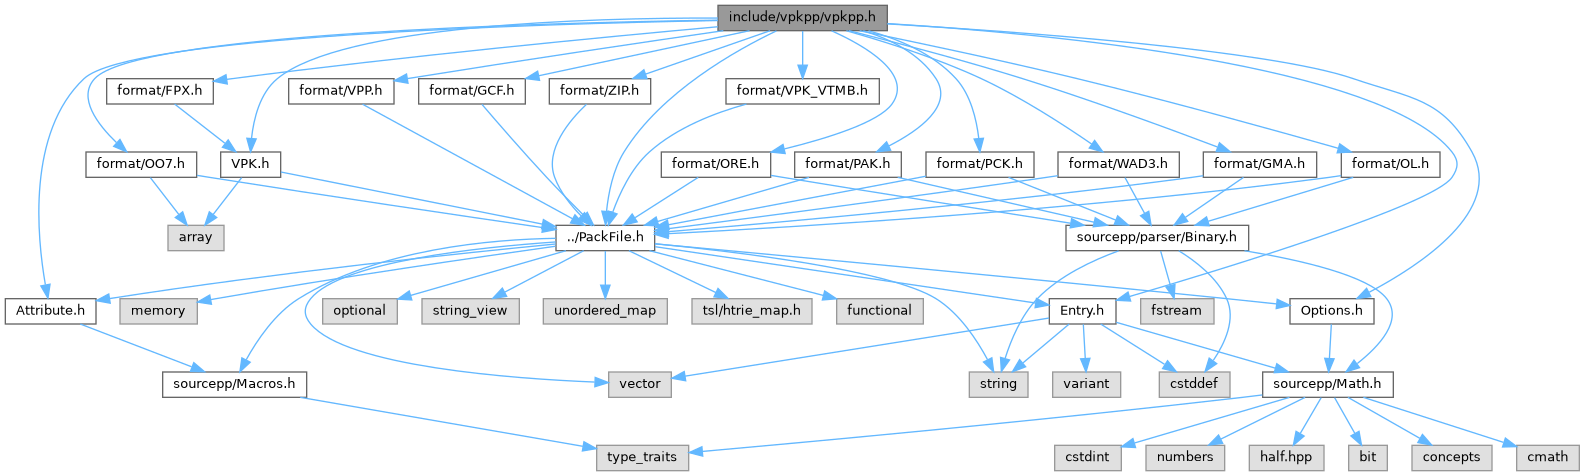 include/vpkpp/vpkpp.h
format/FPX.h
format/VPP.h
format/GCF.h
format/ZIP.h
format/VPK_VTMB.h
format/OO7.h
VPK.h
format/ORE.h
format/PAK.h
format/PCK.h
format/WAD3.h
format/GMA.h
format/OL.h
array
../PackFile.h
sourcepp/parser/Binary.h
Attribute.h
memory
optional
string_view
unordered_map
tsl/htrie_map.h
functional
Entry.h
fstream
Options.h
sourcepp/Macros.h
vector
string
variant
cstddef
sourcepp/Math.h
type_traits
cstdint
numbers
half.hpp
bit
concepts
cmath